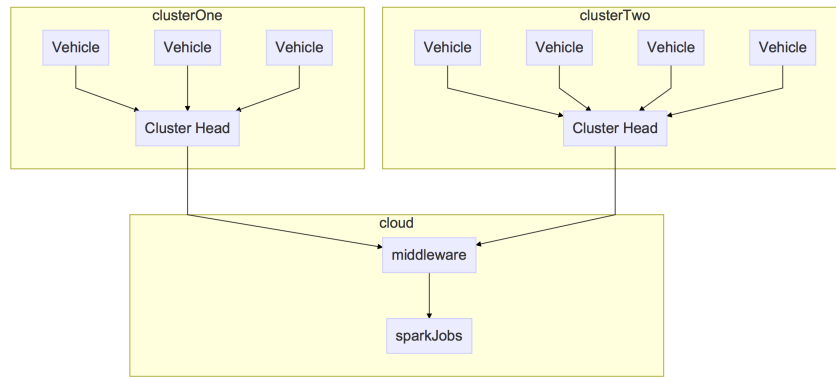 clusterOne
clusterTwo
Vehicle
Vehicle
Vehicle
Vehicle
Vehicle
Vehicle
Vehicle
Cluster Head
Cluster Head
cloud
middleware
sparkJobs